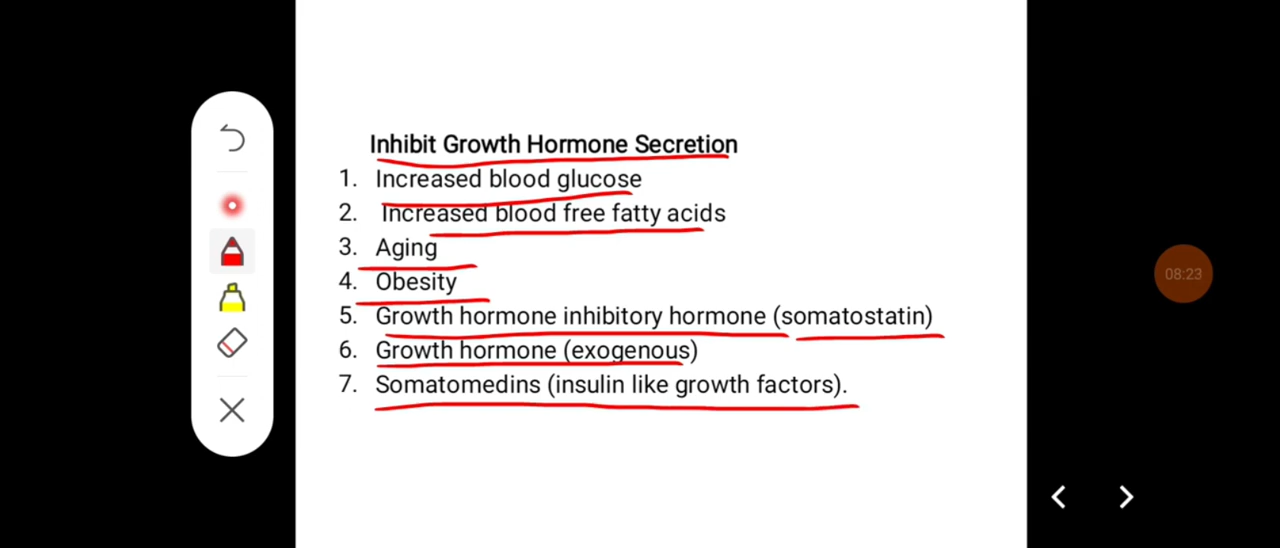 Inhibit Growth Hormone Secretion
1. Increased blood glucose
2. Increased blood free fatty acids
3. Aging
4. Obesity
5. Growth hormone inhibitory hormone (somatostatin)
6. Growth hormone (exogenous)
7. Somatomedins (insulin like growth factors).
08:23